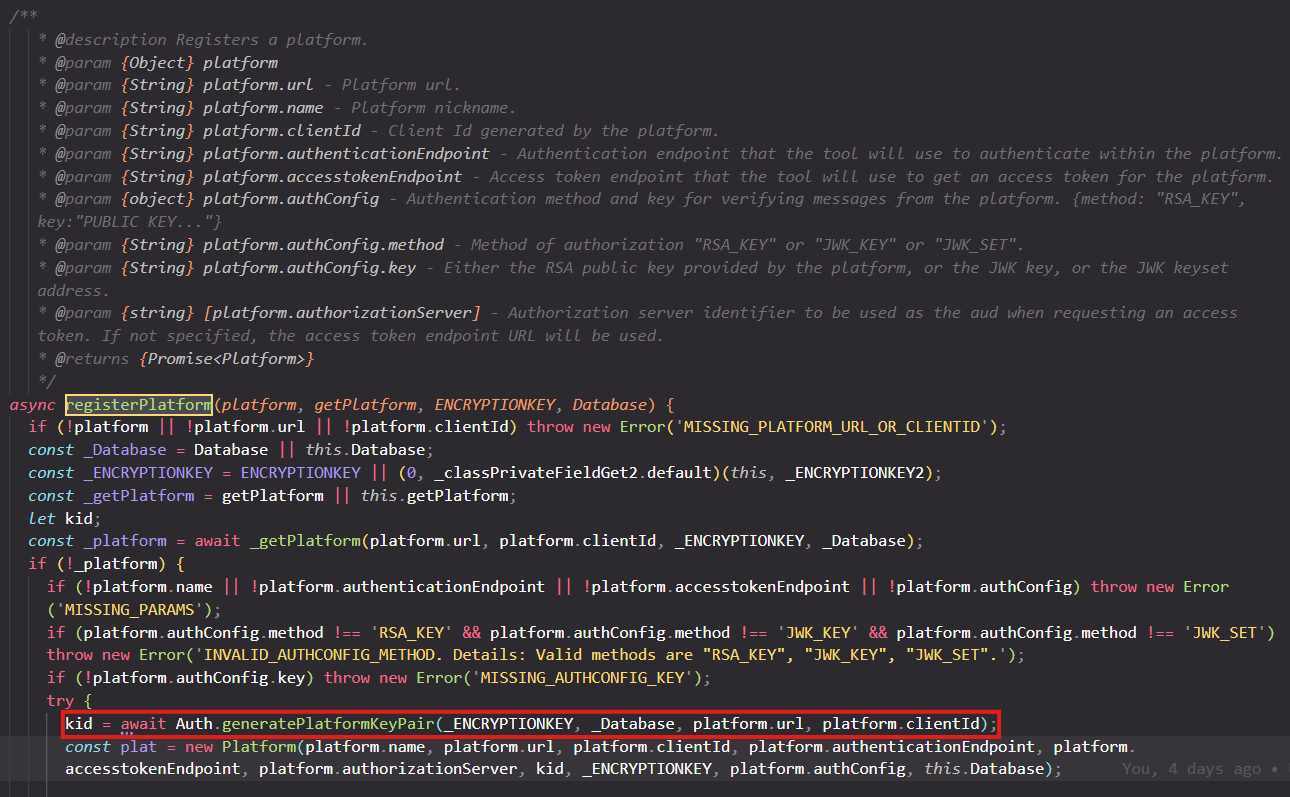 /**
* @description Registers a platform.
* @param {Object} platform
* @param {String} platform.url - Platform url.
* @param {String} platform.name - Platform nickname.
* @param {String} platform.clientId - Client Id generated by the platform.
* @param {String} platform.authenticationEndpoint - Authentication endpoint that the tool will use to authenticate within the platform.
* @param {String} platform.accesstokenEndpoint - Access token endpoint that the tool will use to get an access token for the platform.
* @param {object} platform.authConfig - Authentication method and key for verifying messages from the platform. {method: "RSA_KEY",
key:"PUBLIC KEY..."}
* @param {String} platform.authConfig.method - Method of authorization "RSA_KEY" or "JWK_KEY" or "JWK_SET".
* @param {String} platform.authConfig.key - Either the RSA public key provided by the platform, or the JWK key, or the JWK keyset
address.
* @param {string} [platform.authorizationServer] - Authorization server identifier to be used as the aud when requesting an access
token. If not specified, the access token endpoint URL will be used.
* @returns {Promise<Platform>}
*/
async registerPlatform(platform, getPlatform, ENCRYPTIONKEY, Database) {
if (!platform || !platform.url || !platform.clientId) throw new Error('MISSING_PLATFORM_URL_OR_CLIENTID');
const _Database = Database || this.Database;
const _ENCRYPTIONKEY = ENCRYPTIONKEY || (0, _classPrivateFieldGet2.default)(this, _ENCRYPTIONKEY2);
const _getPlatform = getPlatform || this.getPlatform;
let kid;
const _platform = await _getPlatform(platform.url, platform.clientId, _ENCRYPTIONKEY, _Database);
if (!_platform) {
if (!platform.name || !platform.authenticationEndpoint || !platform.accesstokenEndpoint || !platform.authConfig) throw new Error
('MISSING_PARAMS');
if (platform.authConfig.method !== 'RSA_KEY' && platform.authConfig.method !== 'JWK_KEY' && platform.authConfig.method !== 'JWK_SET')
throw new Error('INVALID_AUTHCONFIG_METHOD. Details: Valid methods are "RSA_KEY", "JWK_KEY", "JWK_SET".');
if (!platform.authConfig.key) throw new Error('MISSING_AUTHCONFIG_KEY');
try {
kid = await Auth.generatePlatformKeyPair(_ENCRYPTIONKEY, _Database, platform.url, platform.clientId);
const plat = new Platform(platform.name, platform.url, platform.clientId, platform.authenticationEndpoint, platform.
accesstokenEndpoint, platform.authorizationServer, kid, _ENCRYPTIONKEY, platform.authConfig, this.Database); You, 4 days ago •